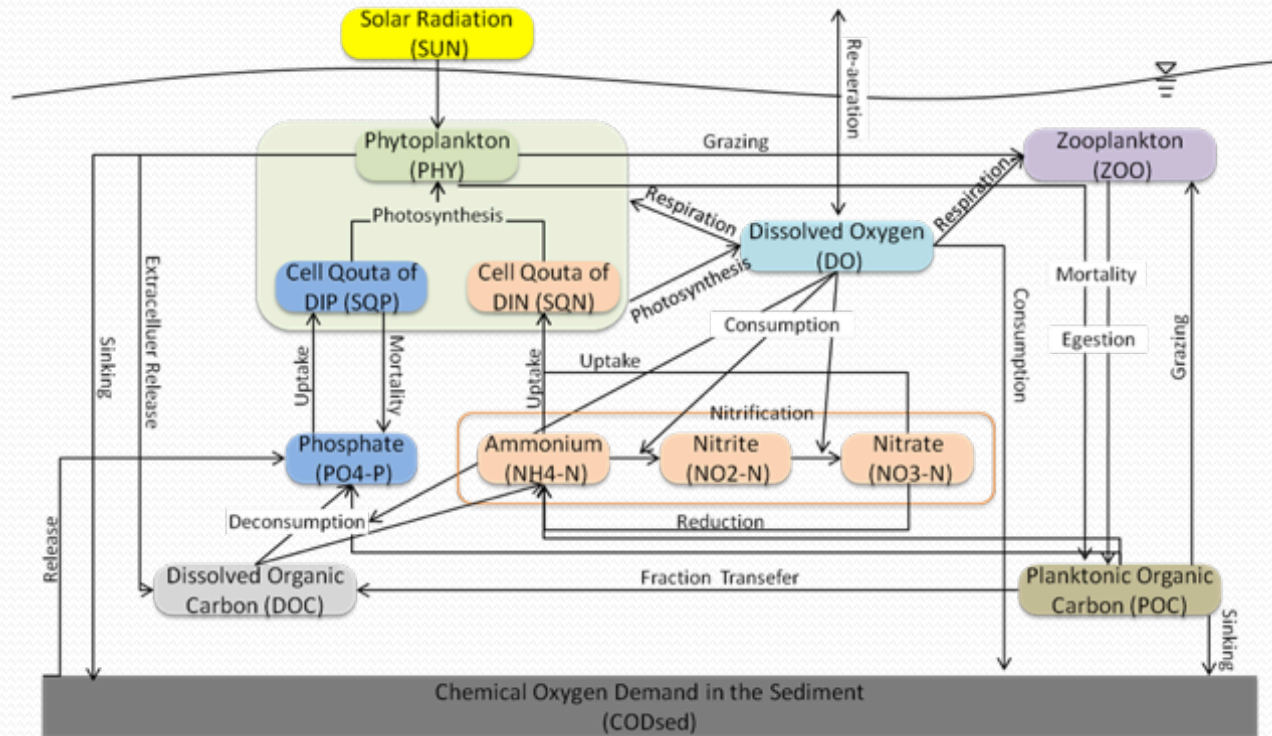 Solar Radiation
(SUN)
Re-aeration
Phytoplankton
(PHY)
Grazing
Zooplankton
(ZOO)
Photosynthesis
Respiration
Respiration
Dissolved Oxygen
(DO)
Cell Qouta of
DIP (SQP)
Cell Qouta of
DIN (SQN)
Photosynthesis
Mortality
Extracelluer Release
Consumption
Consumption
Egestion
Sinking
Uptake
Mortality
Uptake
Uptake
Grazing
Nitrification
Phosphate
(PO4-P)
Ammonium
(NH4-N)
Nitrite
(NO2-N)
Nitrate
(NO3-N)
Deconsumption
Reduction
Release
Dissolved Organic
Carbon (DOC)
Fraction Transefer
Planktonic Organic
Carbon (POC)
Sinking
Chemical Oxygen Demand in the Sediment
(CODsed)